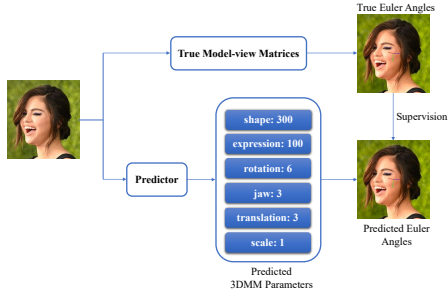 True Euler Angles
True Model-view Matrices
Supervision
Predictor
shape: 300
expression: 100
rotation: 6
jaw: 3
translation: 3
scale: 1
Predicted
3DMM Parameters
Predicted Euler
Angles